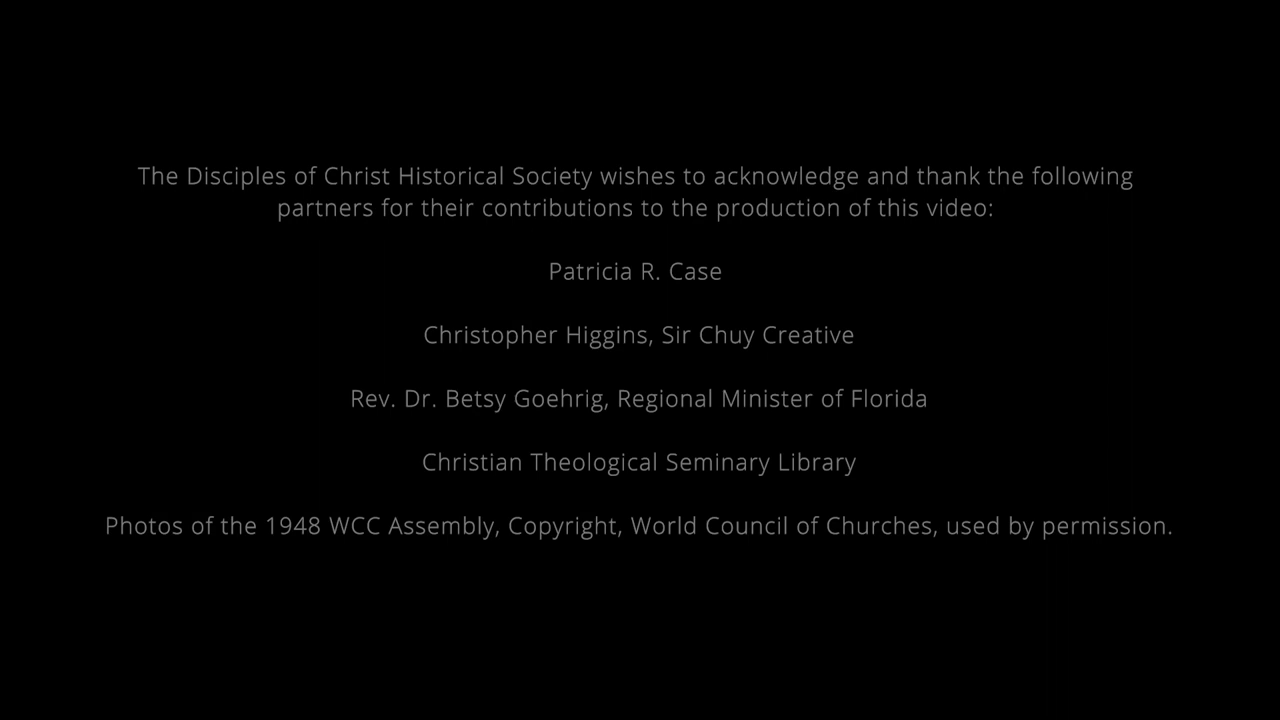 The Disciples of Christ Historical Society wishes to acknowledge and thank the following
partners for their contributions to the production of this video:
Patricia R. Case
Christopher Higgins, Sir Chuy Creative
Rev. Dr. Betsy Goehrig, Regional Minister of Florida
Christian Theological Seminary Library
Photos of the 1948 WCC Assembly, Copyright, World Council of Churches, used by permission.